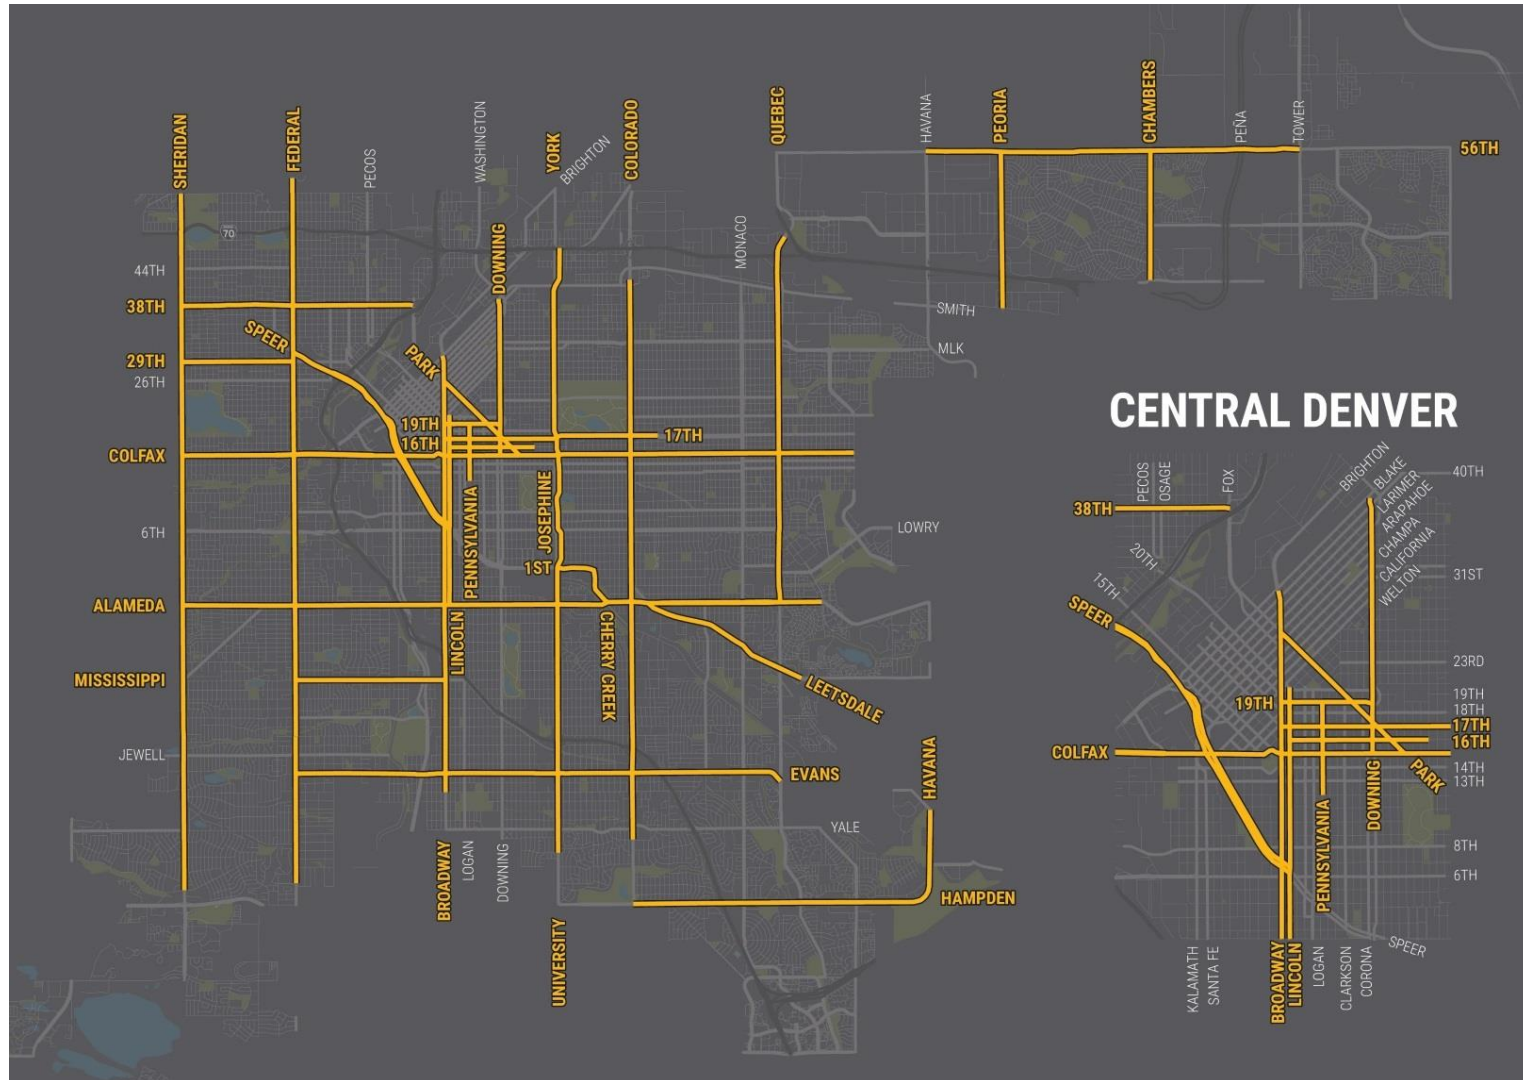 SHERIDAN
FEDERAL
PECOS
WASHINGTON
YORK
BRIGHTON
COLORADO
QUEBEC
HAVANA
PEORIA
CHAMBERS
PEÑA
TOWER
56TH
70
DOWNING
MONACO
44TH
38TH
SMITH
SPEER
PARK
MLK
29TH
26TH
19TH
16TH
17TH
COLFAX
JOSEPHINE
PENNSYLVANIA
6TH
LOWRY
1ST
ALAMEDA
LINCOLN
CHERRY CREEK
MISSISSIPPI
LEETSDALE
JEWELL
EVANS
HAVANA
YALE
BROADWAY
LOGAN
DOWNING
HAMPDEN
UNIVERSITY
CENTRAL DENVER
PECOS
OSAGE
FOX
BRIGHTON
BLAKE
LARIMER
ARAPAHOE
CHAMPA
CALIFORNIA
WELTON
40TH
38TH
20TH
15TH
31ST
SPEER
23RD
19TH
19TH
18TH
17TH
16TH
COLFAX
14TH
13TH
PARK
DOWNING
PENNSYLVANIA
8TH
6TH
SPEER
KALAMATH
SANTA FE
BROADWAY
LINCOLN
LOGAN
CLARKSON
CORONA